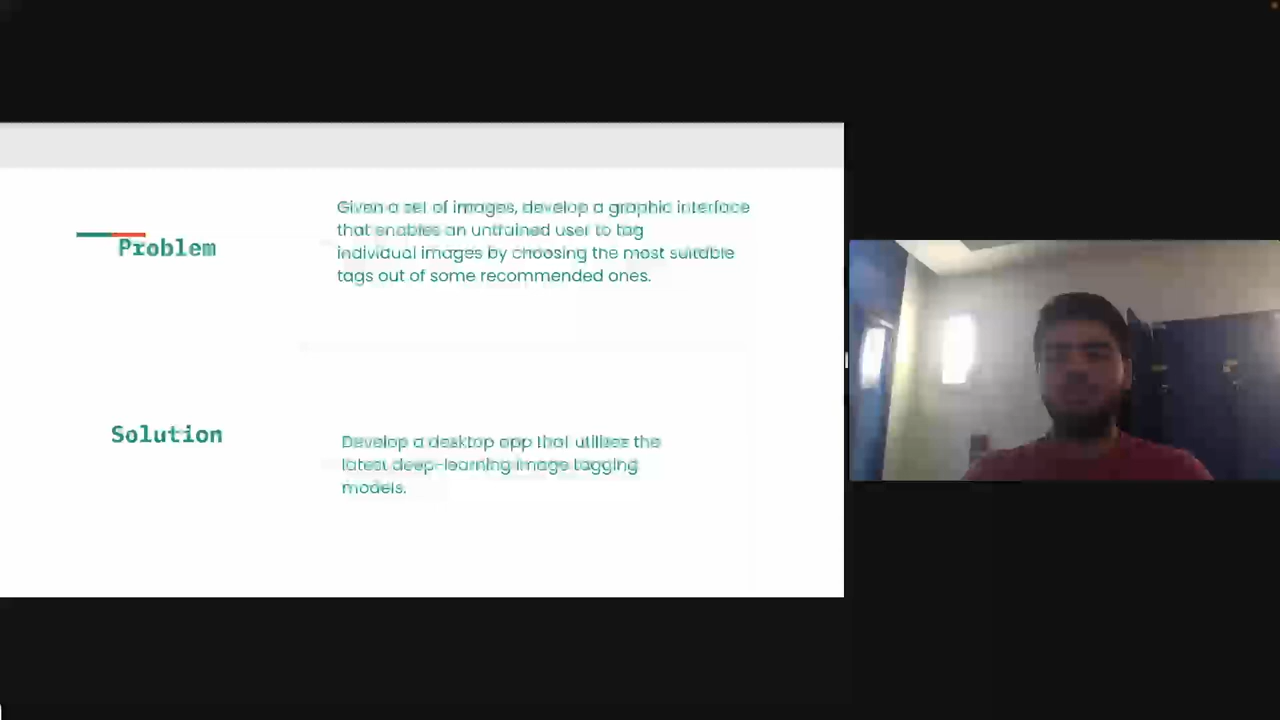 Problem
Given a set of images, develop a graphic interface
that enables an untrained user to tag
individual images by choosing the most suitable
tags out of some recommended ones.
Solution
Develop a desktop app that utilizes the
latest deep-learning image tagging
models.